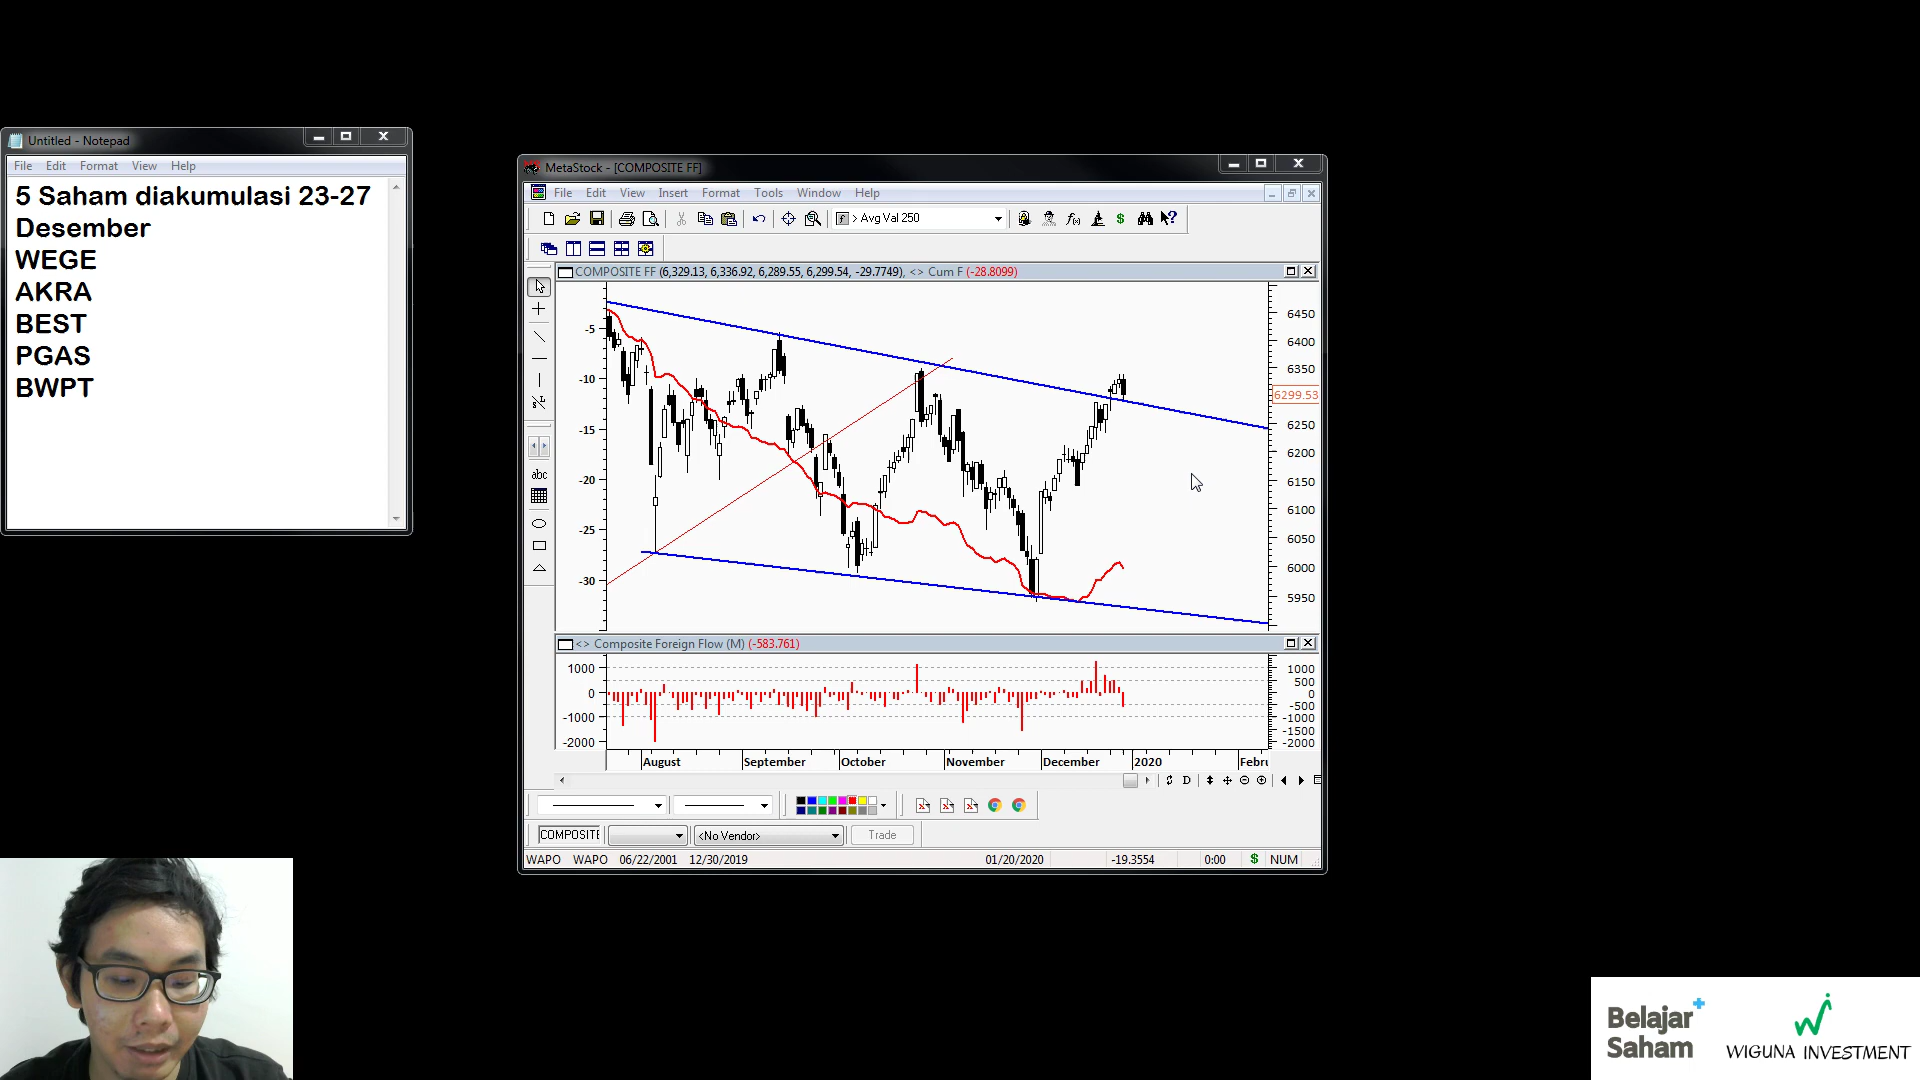 Untitled - Notepad
File Edit Format View Help
5 Saham diakumulasi 23-27
Desember
WEGE
AKRA
BEST
PGAS
BWPT
MetaStock - [COMPOSITE FF]
File Edit View Insert Format Tools Window Help
> Avg Val 250
COMPOSITE FF (6,329.13, 6,336.92, 6,289.55, 6,299.54, -29.7749), <> Cum F (-28.8099)
-5
-10
-15
-20
-25
-30
6450
6400
6350
6299.53
6250
6200
6150
6100
6050
6000
5950
abc
<> Composite Foreign Flow (M) (-583.761)
1000
0
-1000
-2000
1000
500
0
-500
-1000
-1500
-2000
August September October November December 2020 Febru
D
COMPOSITE <No Vendor> Trade
WAPO WAPO 06/22/2001 12/30/2019 01/20/2020 -19.3554 0:00 $ NUM
Belajar+
Saham
WIGUNA INVESTMENT